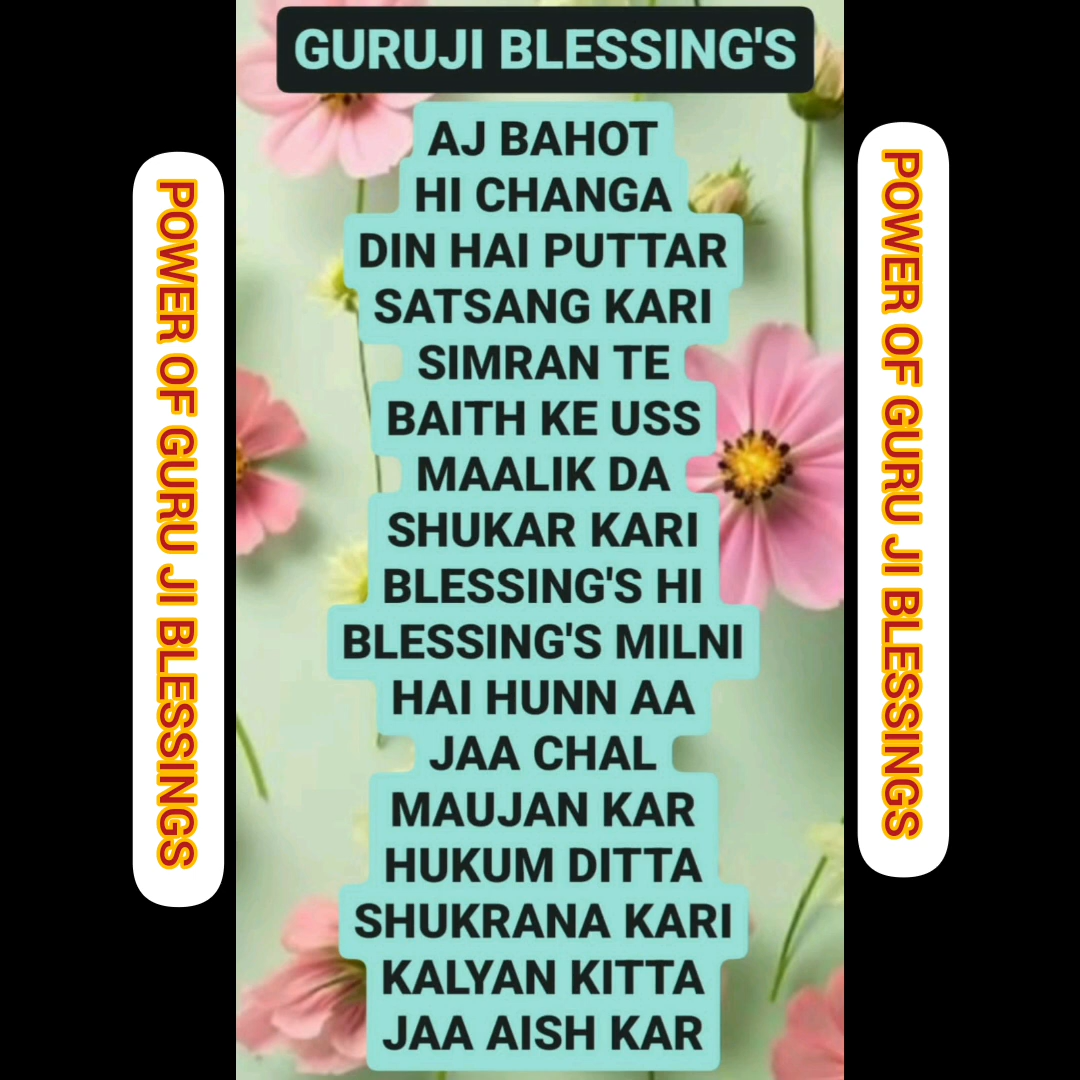 GURUJI BLESSING'S
AJ BAHOT
HI CHANGA
DIN HAI PUTTAR
SATSANG KARI
SIMRAN TE
BAITH KE USS
MAALIK DA
SHUKAR KARI
BLESSING'S HI
BLESSING'S MILNI
HAI HUNN AA
JAA CHAL
MAUJAN KAR
HUKUM DITTA
SHUKRANA KARI
KALYAN KITTA
JAA AISH KAR
POWER OF GURU JI BLESSINGS
POWER OF GURU JI BLESSINGS